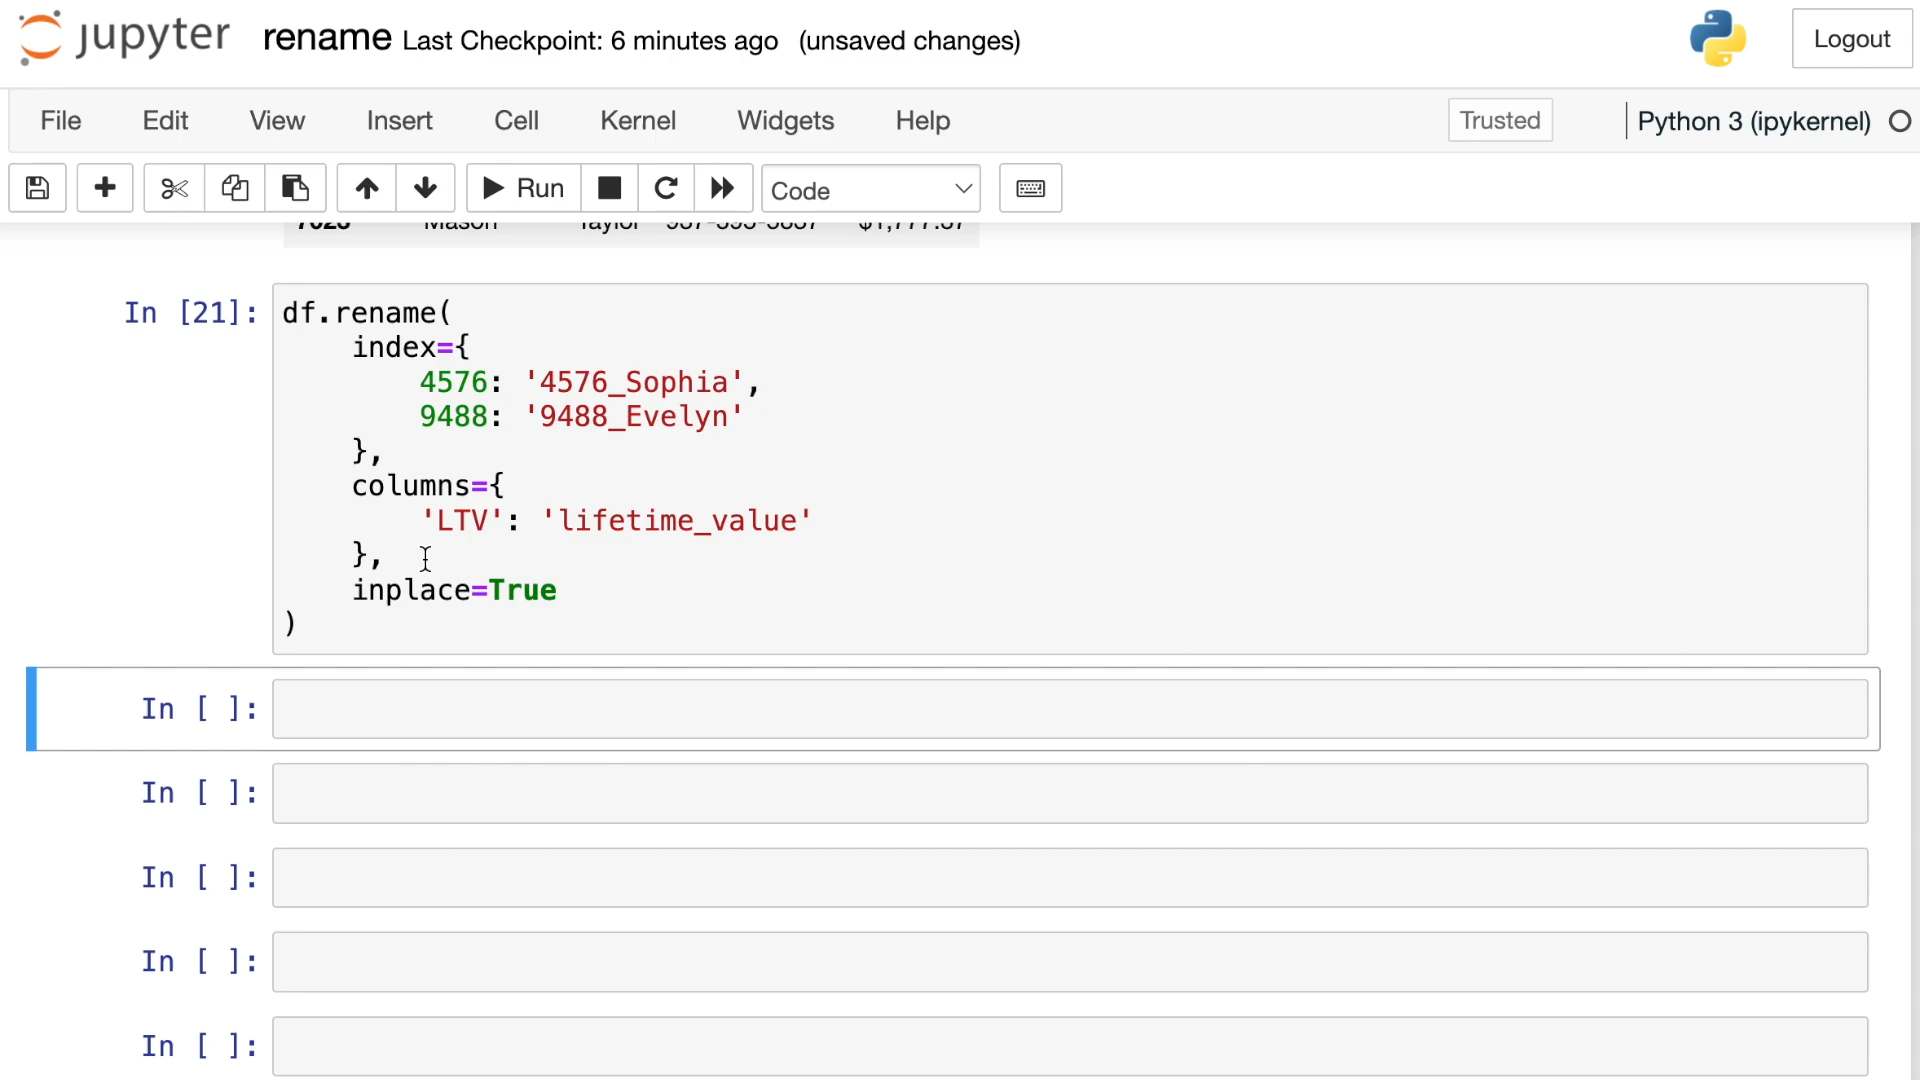 jupyter rename Last Checkpoint: 6 minutes ago (unsaved changes) Logout
File Edit View Insert Cell Kernel Widgets Help Trusted Python 3 (ipykernel)
Run Code
Mason Taylor
In [21]: df.rename(
index={
4576: '4576_Sophia',
9488: '9488_Evelyn'
},
columns={
'LTV': 'lifetime_value'
},
inplace=True
)
In [ ]:
In [ ]:
In [ ]:
In [ ]:
In [ ]: